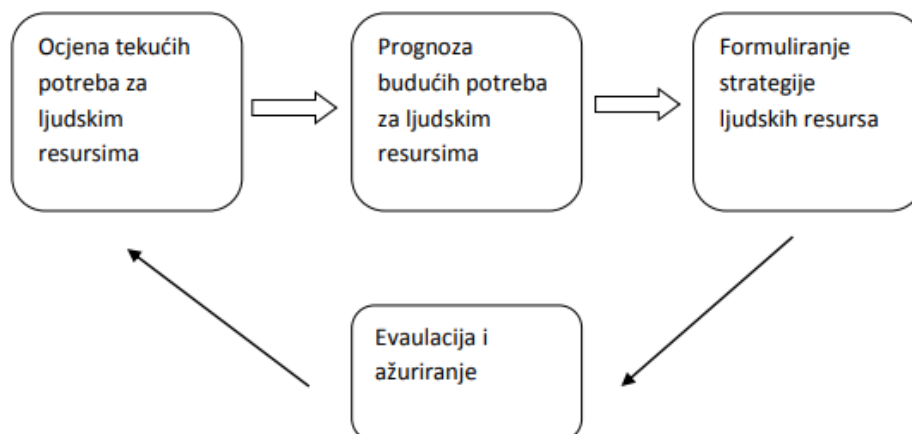 Ocjena tekućih
potreba za
ljudskim
resursima
Prognoza
budućih potreba
za ljudskim
resursima
Formuliranje
strategije
ljudskih resursa
Evaulacija i
ažuriranje